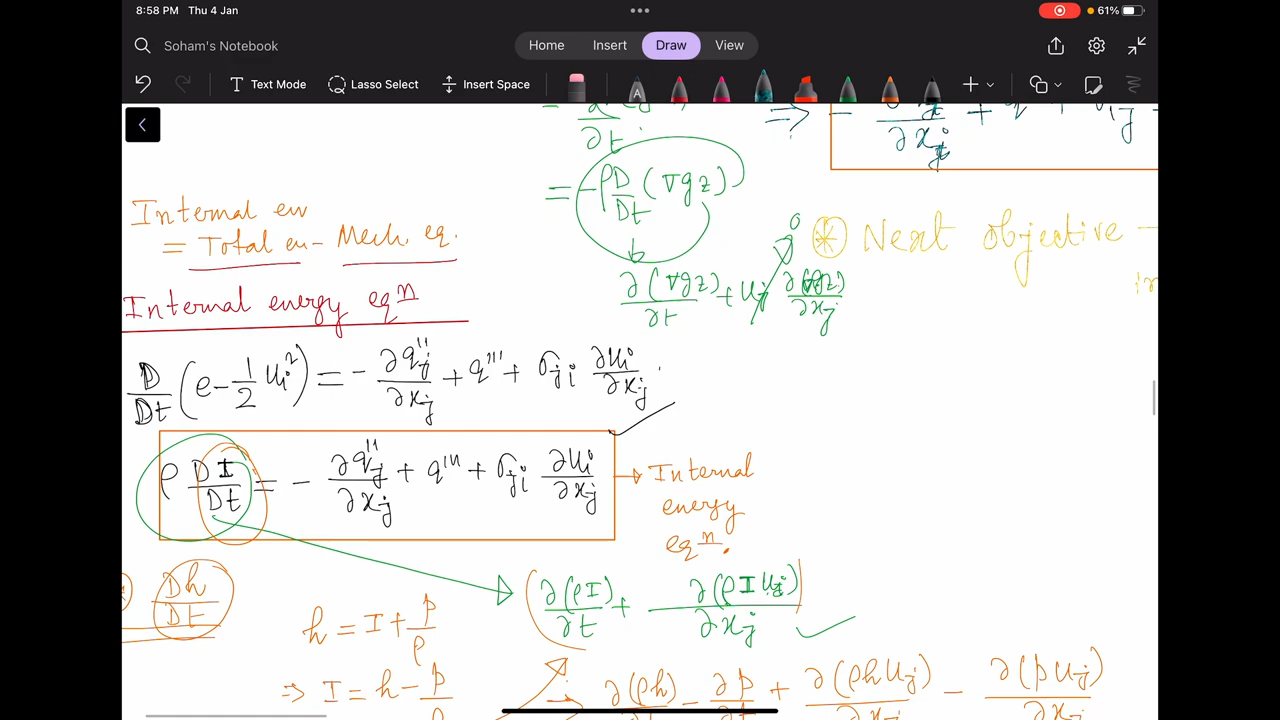 8:58 PM Thu 4 Jan
61%
Soham's Notebook
Home Insert Draw View
Text Mode Lasso Select Insert Space
A
∂t
= -ρ D/Dt (∇gz)
∂(∇gz)/∂t + uj ∂(∇gz)/∂xj
0
Internal en
= Total en - Mech. eq.
⊛ Next objective -
Internal energy eqn
D/Dt (e - 1/2 ui²) = - ∂qj''/∂xj + q''' + σji ∂ui/∂xj
ρ DI/Dt = - ∂qj''/∂xj + q''' + σji ∂ui/∂xj → Internal
energy
eqn.
Dh/Dt
∂(ρI)/∂t + ∂(ρIuj)/∂xj
h = I + p/ρ
⇒ I = h - p/ρ
→ ∂(ρh) - ∂p/∂t + ∂(ρhuj)/∂xj - ∂(puj)/∂xj